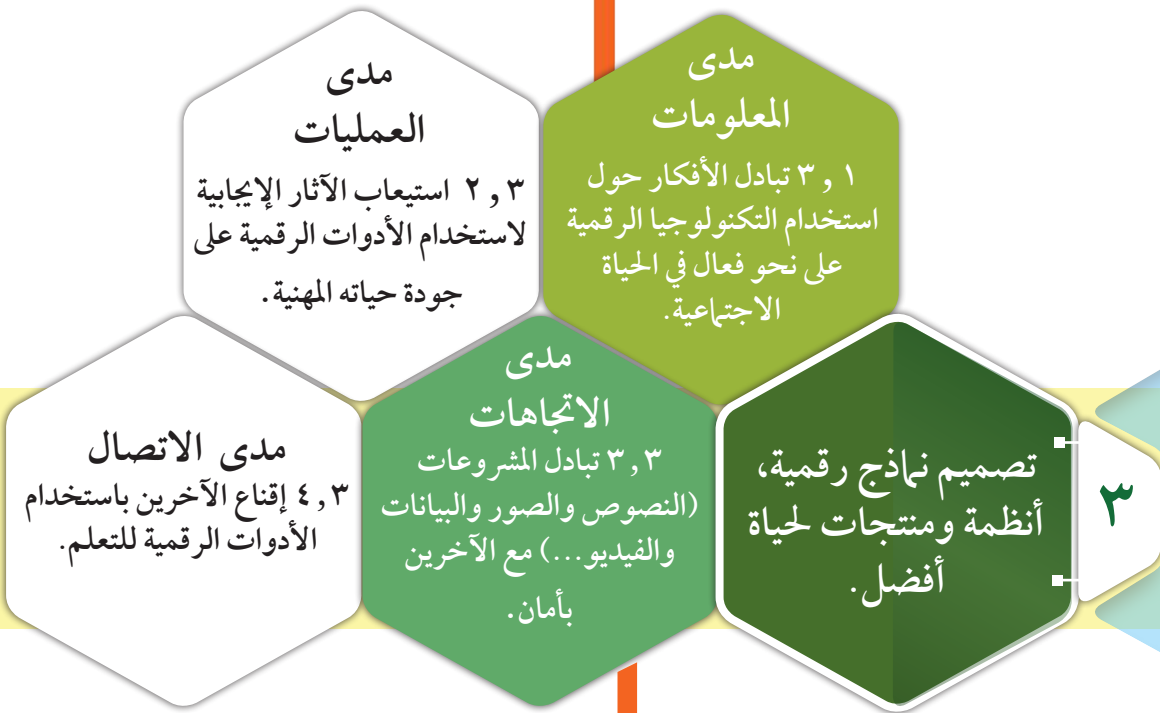 ٣
تصميم نماذج رقمية،
أنظمة ومنتجات لحياة
أفضل.
مدى
المعلومات
١ , ٣ تبادل الأفكار حول
استخدام التكنولوجيا الرقمية
على نحو فعال في الحياة
الاجتماعية.
مدى
العمليات
٣ , ٢ استيعاب الآثار الإيجابية
لاستخدام الأدوات الرقمية على
جودة حياته المهنية.
مدى
الاتجاهات
٣ , ٣ تبادل المشروعات
(النصوص والصور والبيانات
والفيديو...) مع الآخرين
بأمان.
مدى الاتصال
٣ , ٤ إقناع الآخرين باستخدام
الأدوات الرقمية للتعلم.